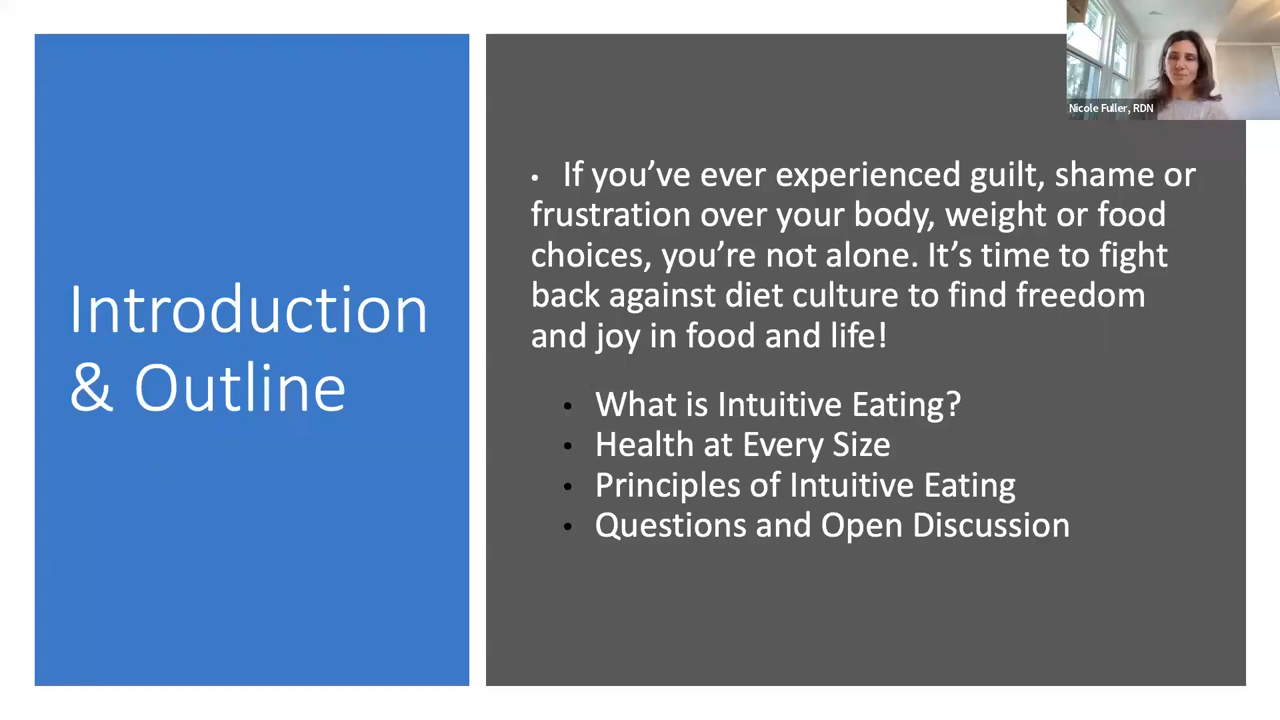 Introduction
& Outline
• If you’ve ever experienced guilt, shame or
frustration over your body, weight or food
choices, you’re not alone. It’s time to fight
back against diet culture to find freedom
and joy in food and life!
• What is Intuitive Eating?
• Health at Every Size
• Principles of Intuitive Eating
• Questions and Open Discussion
Nicole Fuller, RDN